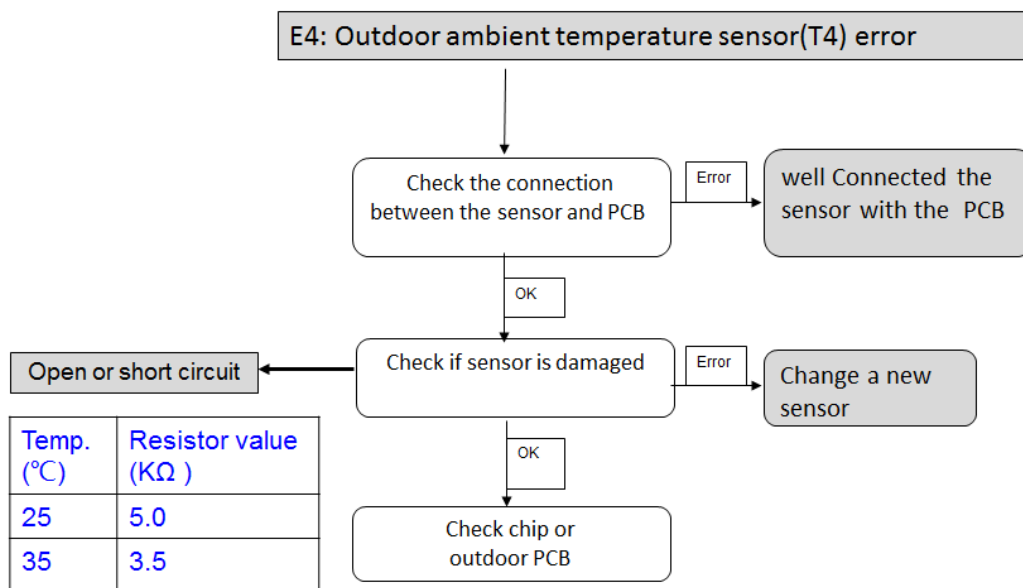 E4: Outdoor ambient temperature sensor(T4) error
Check the connection
between the sensor and PCB
Error
well Connected the
sensor with the PCB
OK
Open or short circuit
Check if sensor is damaged
Error
Change a new
sensor
Temp.
(℃)
Resistor value
(KΩ )
25
5.0
35
3.5
OK
Check chip or
outdoor PCB